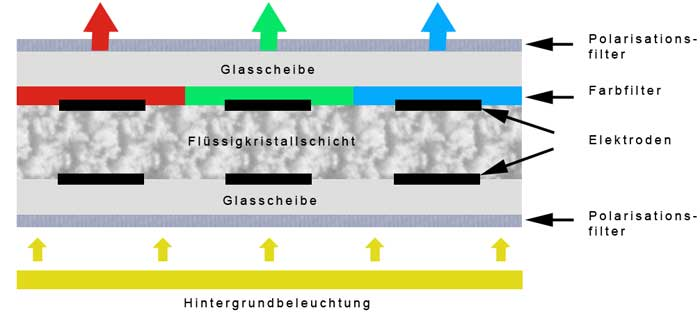 Polarisations-
filter
Glasscheibe
Farbfilter
Flüssigkristallschicht
Elektroden
Glasscheibe
Polarisations-
filter
Hintergrundbeleuchtung